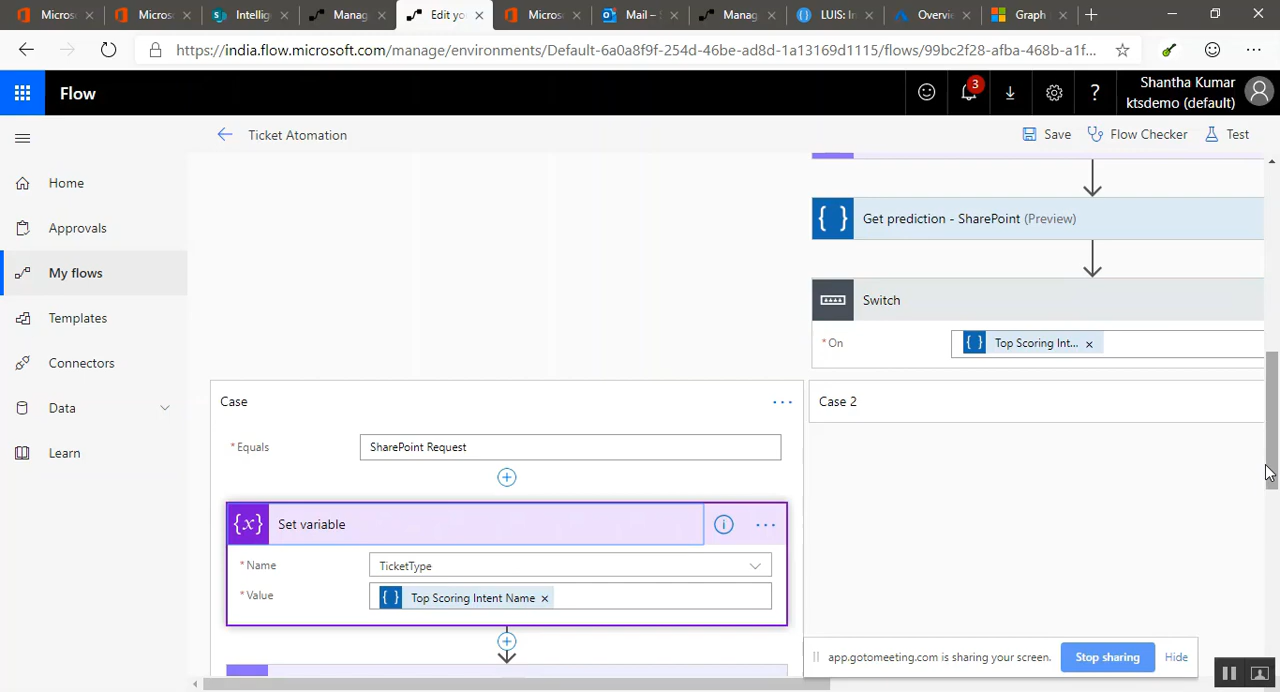 Micros
Micros
Intellig
Manag
Edit yo
Micros
Mail –
Manag
LUIS: In
Overvi
Graph
https://india.flow.microsoft.com/manage/environments/Default-6a0a8f9f-254d-46be-ad8d-1a13169d1115/flows/99bc2f28-afba-468b-a1f...
Flow
3
Shantha Kumar
ktsdemo (default)
Ticket Atomation
Save
Flow Checker
Test
Home
Approvals
My flows
Templates
Connectors
Data
Learn
Get prediction - SharePoint (Preview)
Switch
* On
Top Scoring Int... ×
Case
Case 2
* Equals
SharePoint Request
Set variable
* Name
TicketType
* Value
Top Scoring Intent Name ×
app.gotomeeting.com is sharing your screen.
Stop sharing
Hide